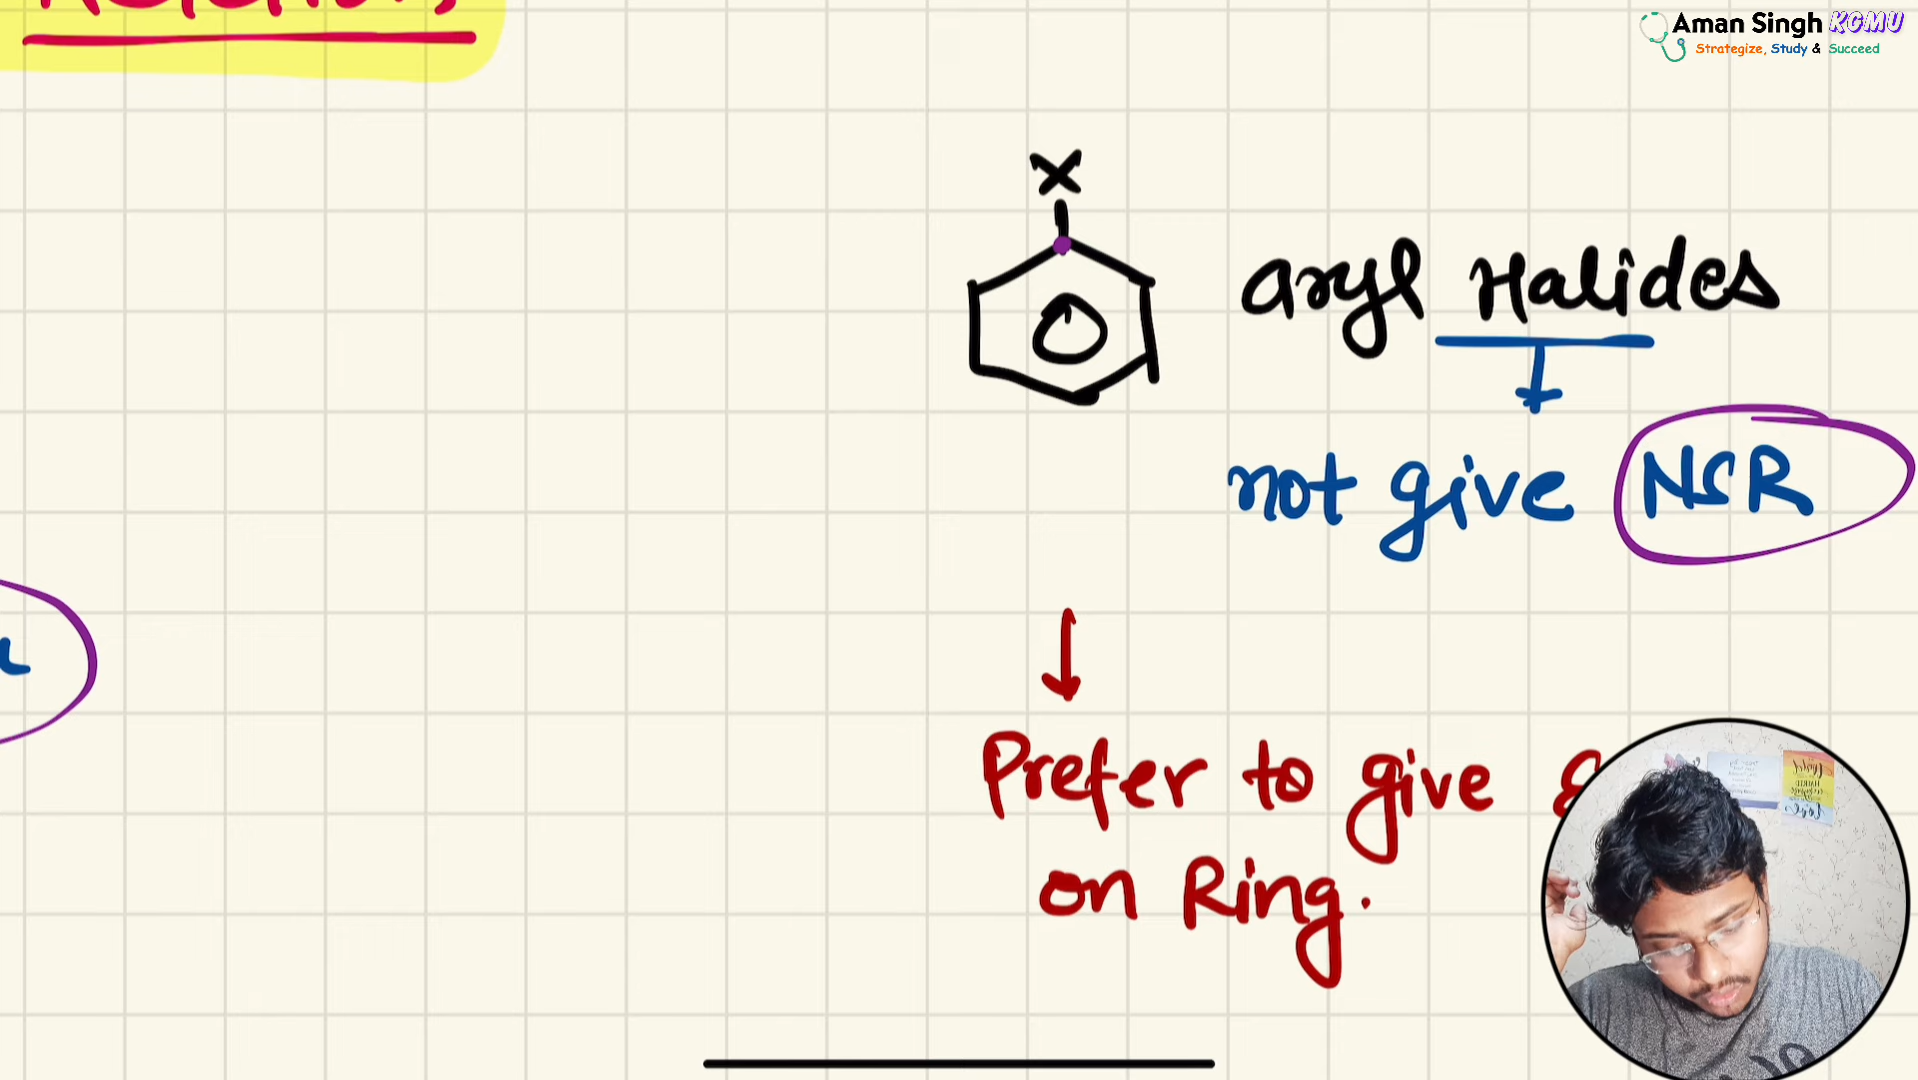 Aman Singh KGMU
Strategize, Study & Succeed
X
aryl Halides
not give NSR
Prefer to give
on Ring.